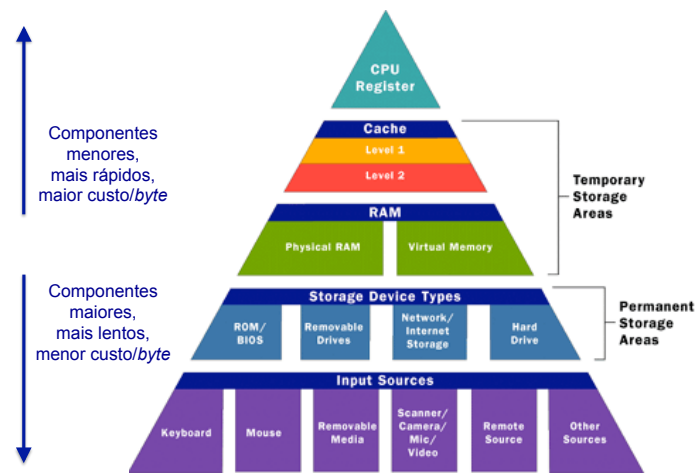 CPU
Register
Componentes
menores,
mais rápidos,
maior custo/byte
Cache
Level 1
Level 2
Temporary
Storage
Areas
RAM
Physical RAM
Virtual Memory
Componentes
maiores,
mais lentos,
menor custo/byte
Storage Device Types
ROM/
BIOS
Removable
Drives
Network/
Internet
Storage
Hard
Drive
Permanent
Storage
Areas
Input Sources
Keyboard
Mouse
Removable
Media
Scanner/
Camera/
Mic/
Video
Remote
Source
Other
Sources